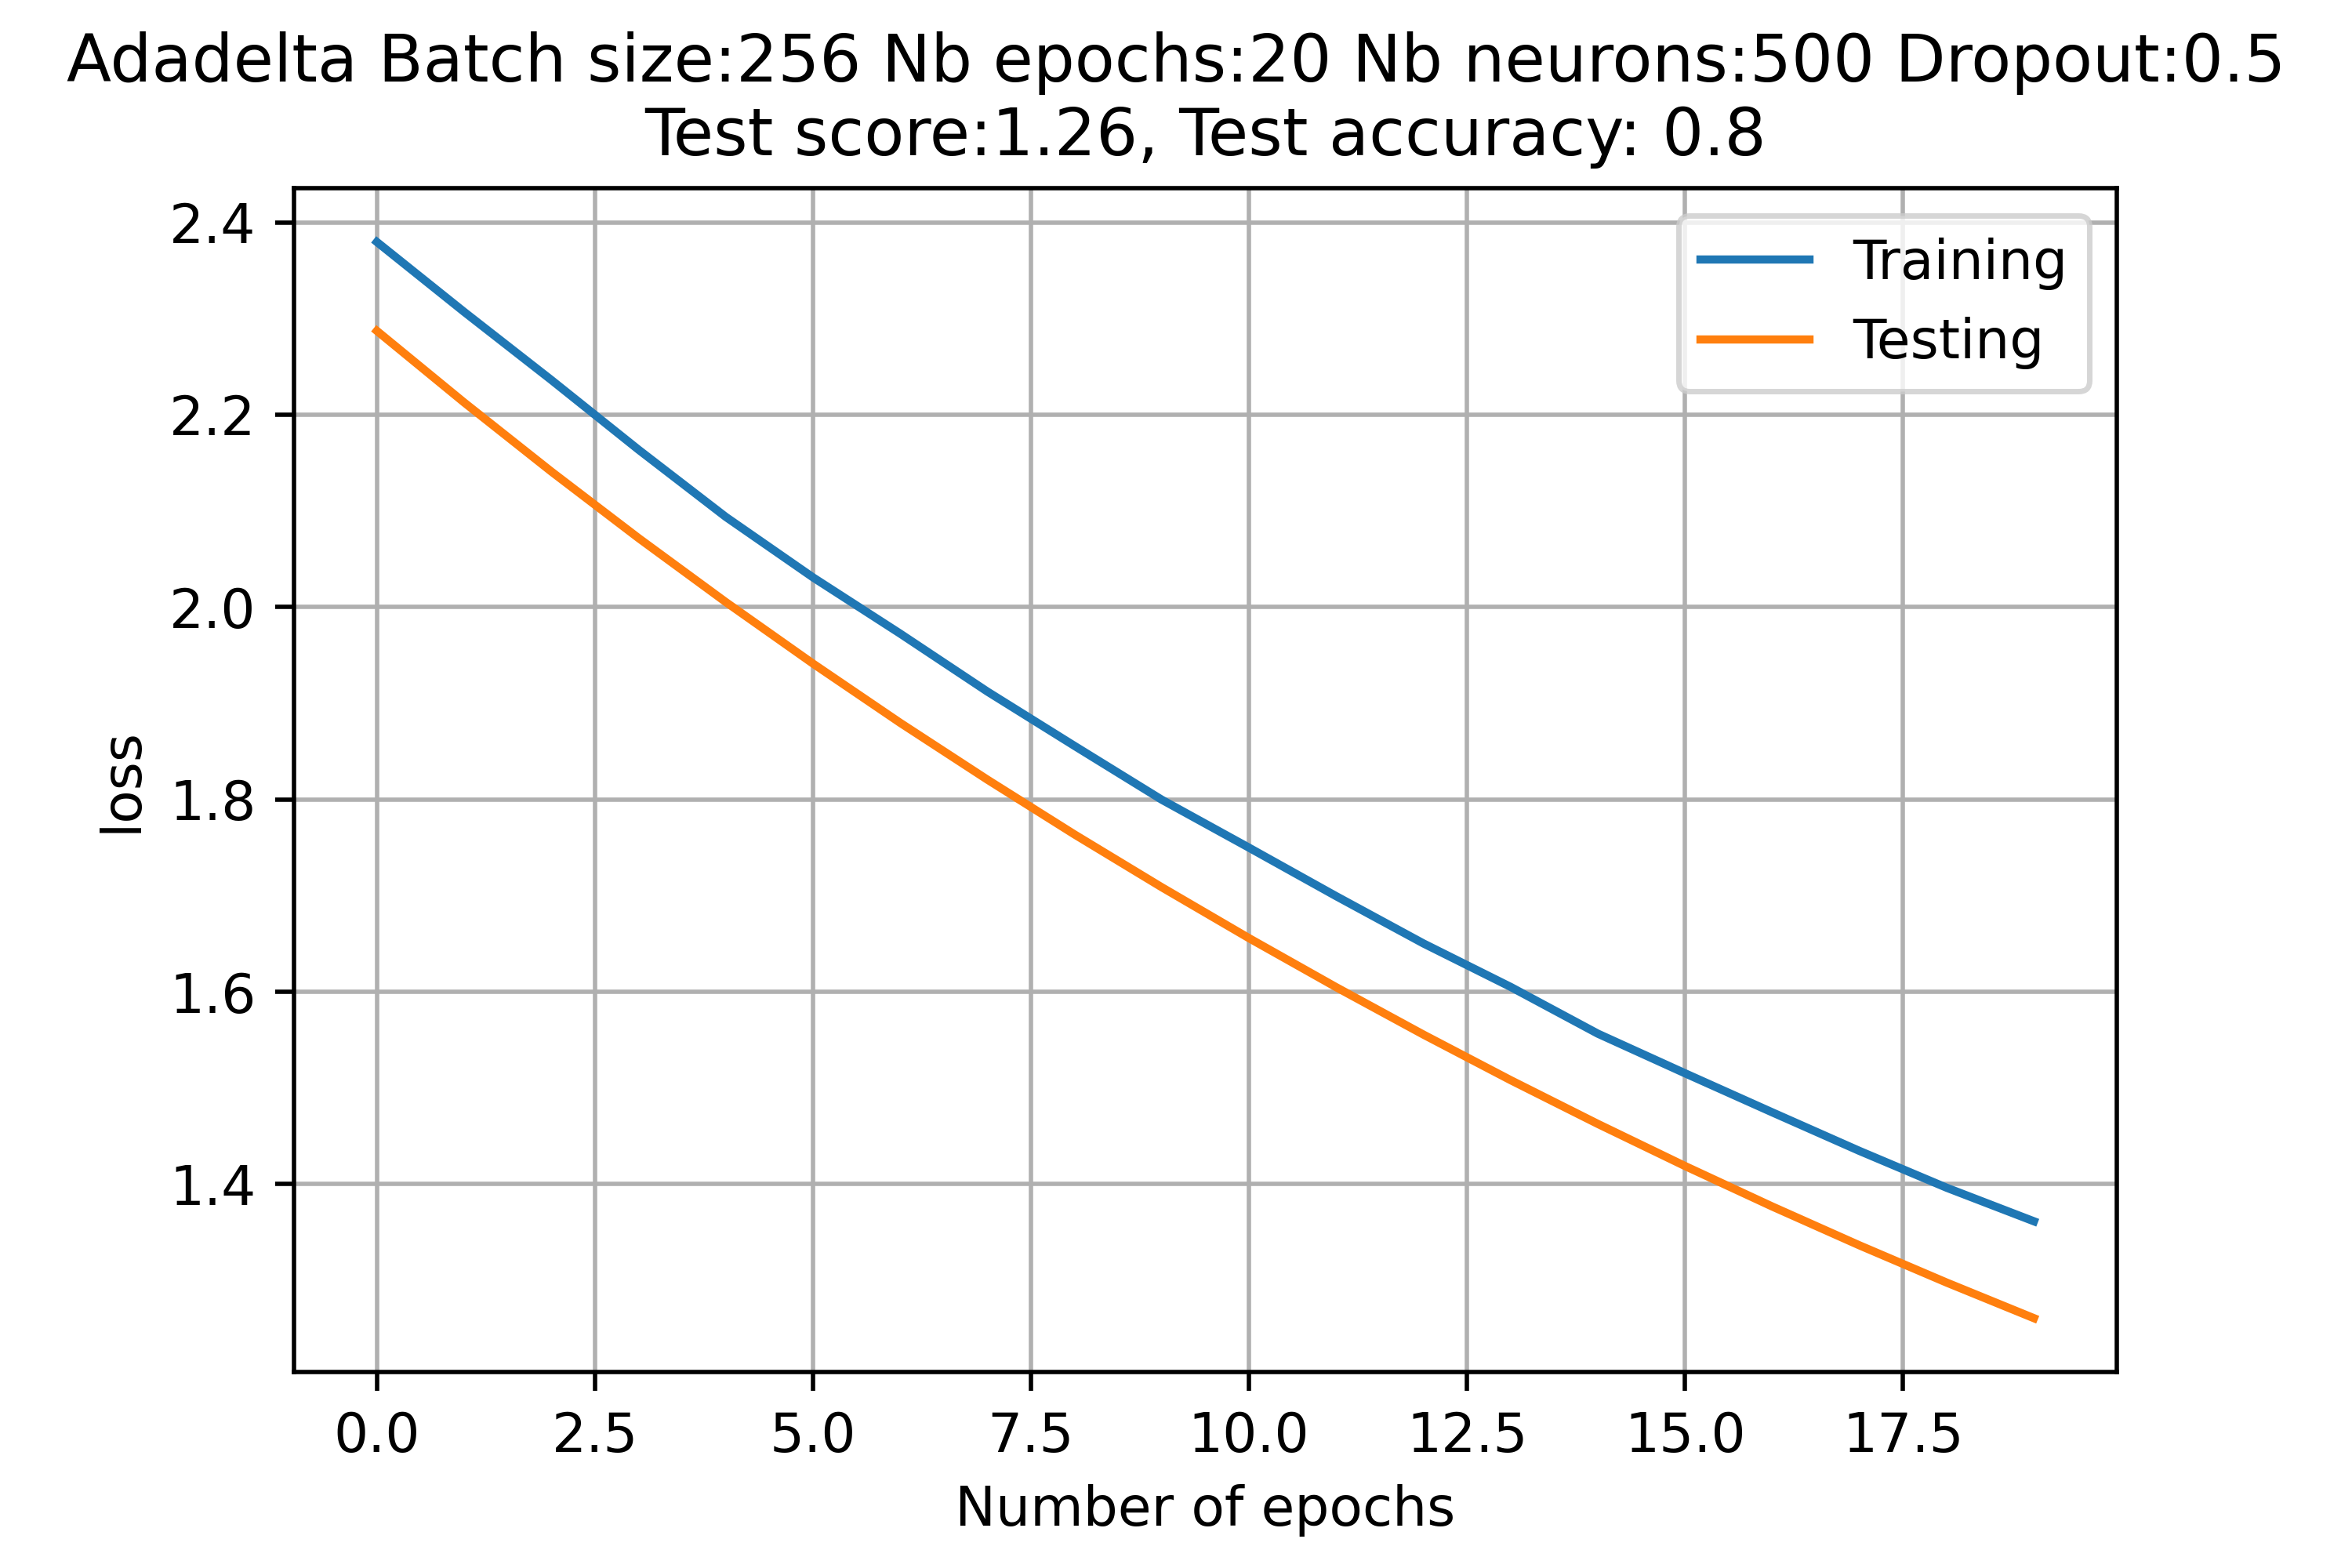 Adadelta Batch size:256 Nb epochs:20 Nb neurons:500 Dropout:0.5
Test score:1.26, Test accuracy: 0.8
Training
Testing
2.4
2.2
2.0
1.8
1.6
1.4
loss
0.0 2.5 5.0 7.5 10.0 12.5 15.0 17.5
Number of epochs